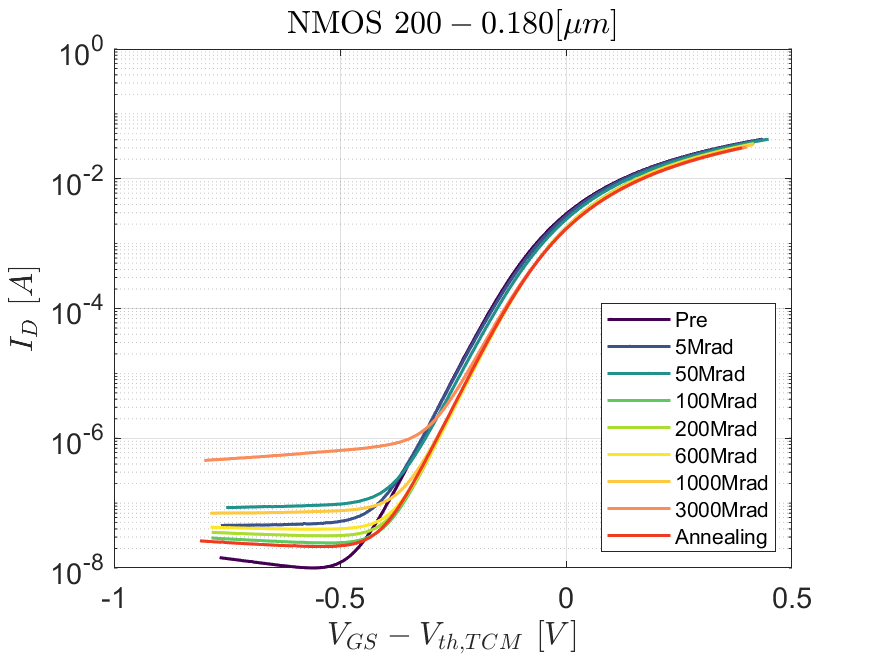 NMOS 200 − 0.180[μm]
10^0
10^-2
10^-4
10^-6
10^-8
I_D [A]
Pre
5Mrad
50Mrad
100Mrad
200Mrad
600Mrad
1000Mrad
3000Mrad
Annealing
-1
-0.5
0
0.5
V_GS − V_th,TCM [V]